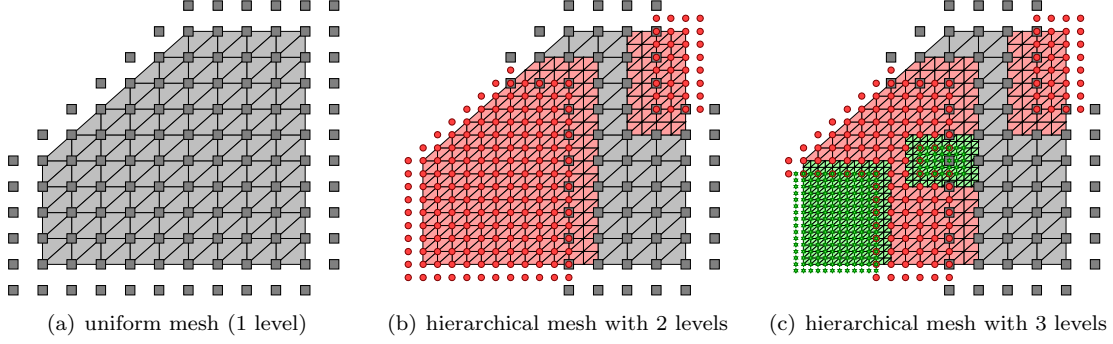 (a) uniform mesh (1 level)
(b) hierarchical mesh with 2 levels
(c) hierarchical mesh with 3 levels